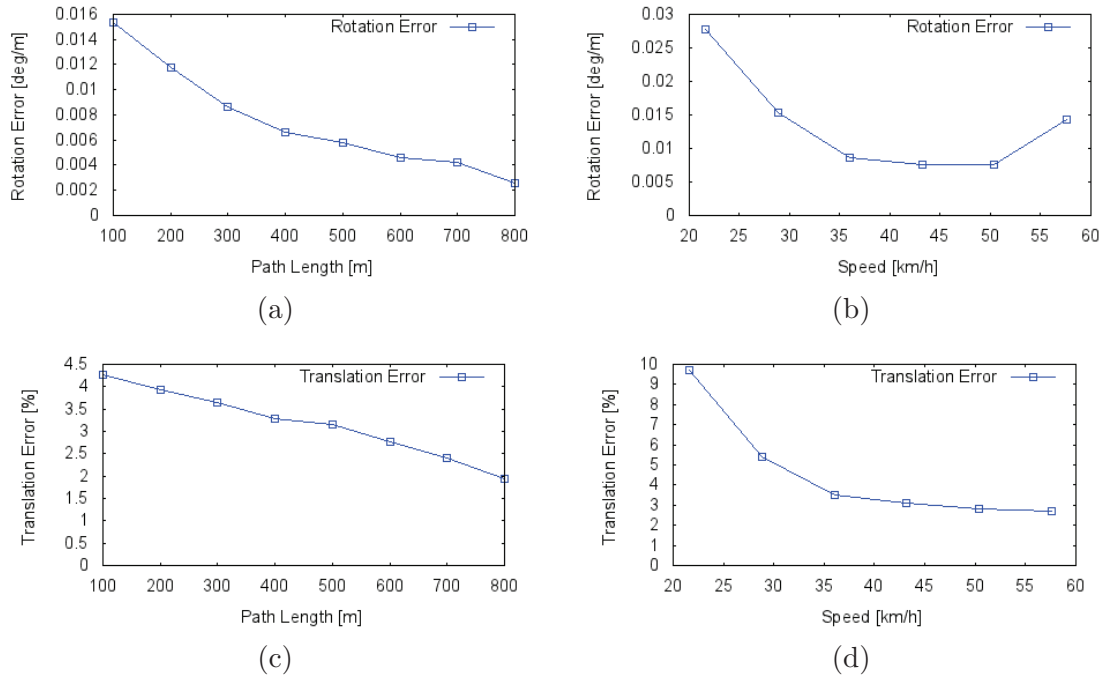 0.016
0.014
0.012
0.01
0.008
0.006
0.004
0.002
0
Rotation Error [deg/m]
Rotation Error
100 200 300 400 500 600 700 800
Path Length [m]
(a)
0.03
0.025
0.02
0.015
0.01
0.005
0
Rotation Error [deg/m]
Rotation Error
20 25 30 35 40 45 50 55 60
Speed [km/h]
(b)
4.5
4
3.5
3
2.5
2
1.5
1
0.5
0
Translation Error [%]
Translation Error
100 200 300 400 500 600 700 800
Path Length [m]
(c)
10
9
8
7
6
5
4
3
2
1
0
Translation Error [%]
Translation Error
20 25 30 35 40 45 50 55 60
Speed [km/h]
(d)